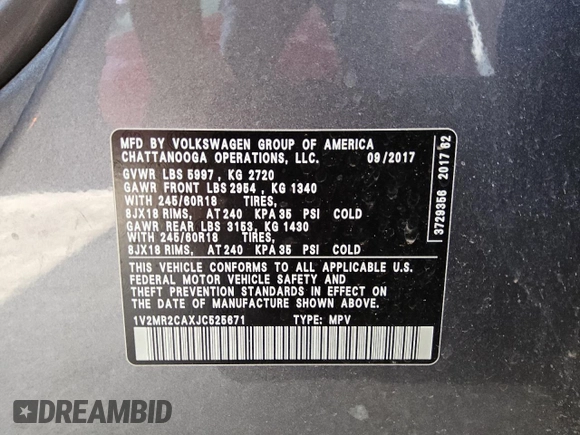 MFD BY VOLKSWAGEN GROUP OF AMERICA
CHATTANOOGA OPERATIONS, LLC. 09/2017
GVWR LBS 5997 , KG 2720
GAWR FRONT LBS 2954 , KG 1340
WITH 245/60R18 TIRES,
8JX18 RIMS, AT 240 KPA 35 PSI COLD
GAWR REAR LBS 3153, KG 1430
WITH 245/60R18 TIRES,
8JX18 RIMS, AT 240 KPA 35 PSI COLD
THIS VEHICLE CONFORMS TO ALL APPLICABLE U.S.
FEDERAL MOTOR VEHICLE SAFETY AND
THEFT PREVENTION STANDARDS IN EFFECT ON
THE DATE OF MANUFACTURE SHOWN ABOVE.
1V2MR2CAXJC525671 TYPE: MPV
3729356 2017 62
DREAMBID